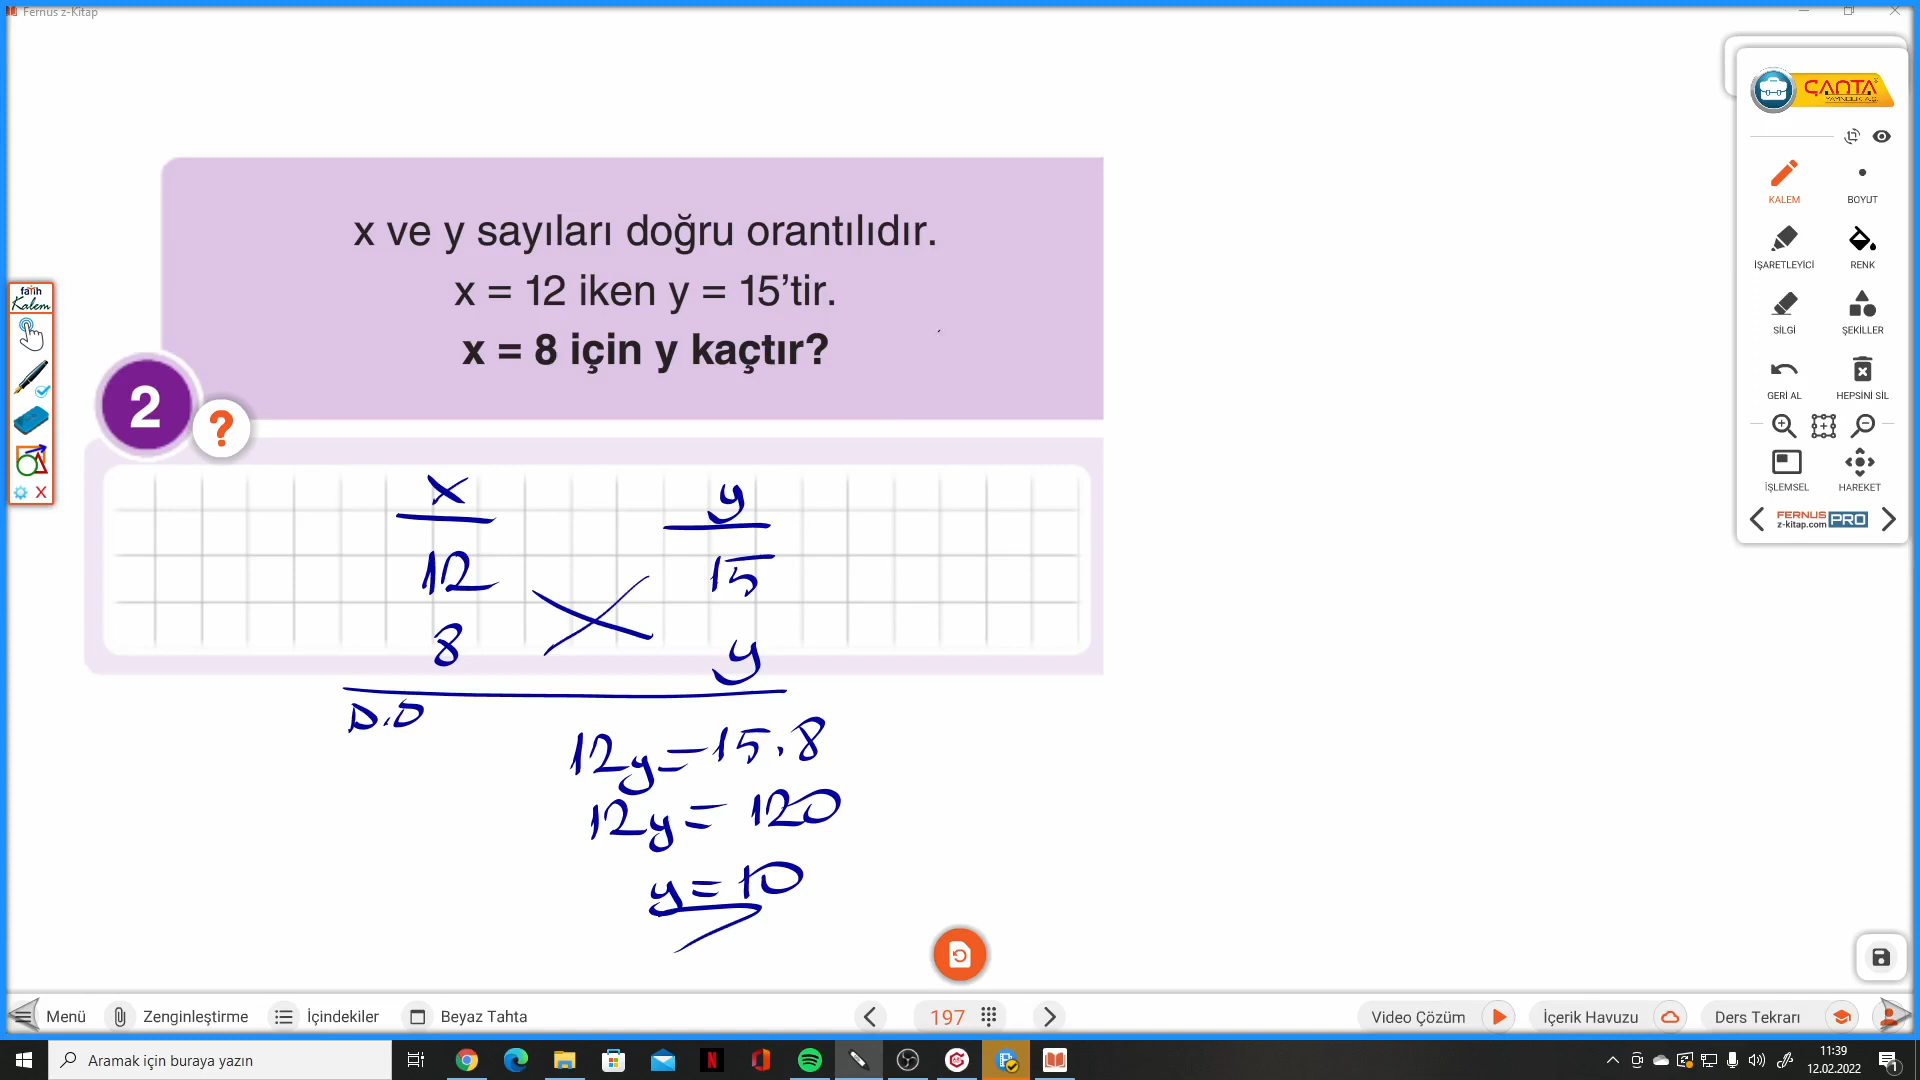 Fernus z-Kitap
ÇANTA
YAYINCILIK A.Ş.
KALEM
BOYUT
İŞARETLEYİCİ
RENK
SİLGİ
ŞEKİLLER
GERİ AL
HEPSİNİ SİL
İŞLEMSEL
HAREKET
FERNUS
z-kitap.com PRO
fatih
Kalem
x ve y sayıları doğru orantılıdır.
x = 12 iken y = 15'tir.
x = 8 için y kaçtır?
2
?
x y
12 15
8 y
D.O
12y=15.8
12y=120
y=10
Menü
Zenginleştirme
İçindekiler
Beyaz Tahta
197
Video Çözüm
İçerik Havuzu
Ders Tekrarı
Aramak için buraya yazın
11:39
12.02.2022
1